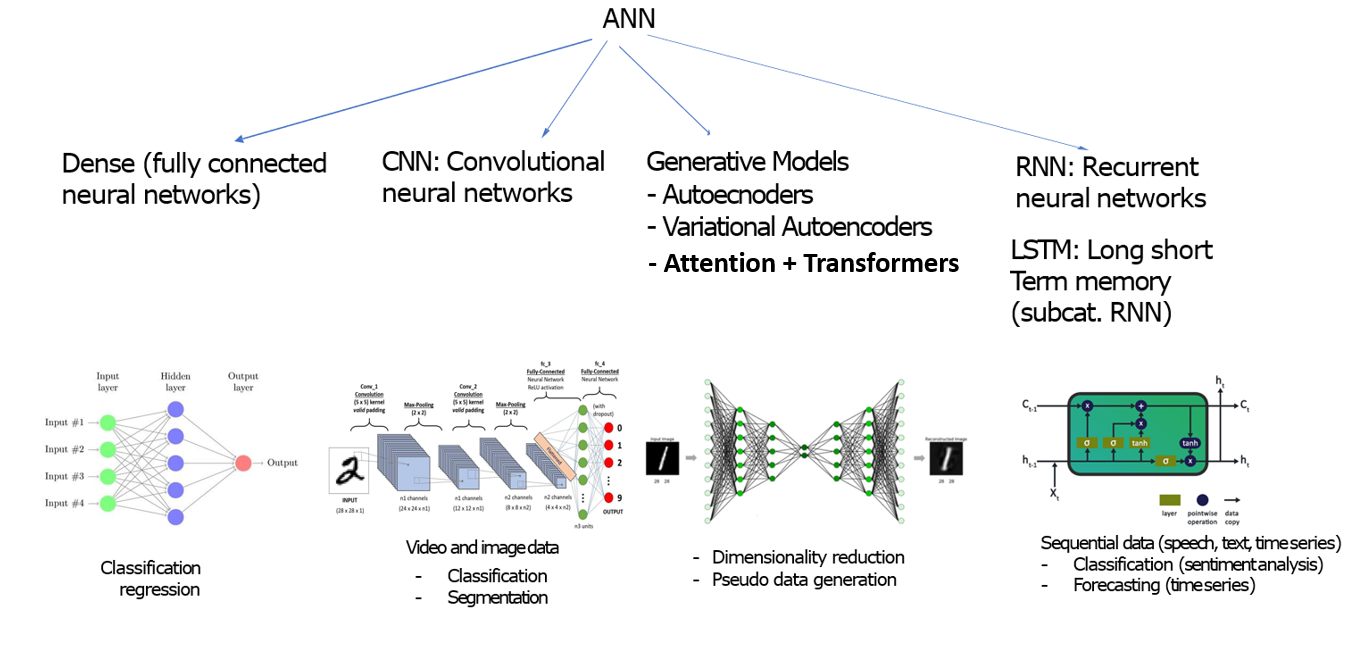 ANN
Dense (fully connected
neural networks)
CNN: Convolutional
neural networks
Generative Models
- Autoecnoders
- Variational Autoencoders
- Attention + Transformers
RNN: Recurrent
neural networks
LSTM: Long short
Term memory
(subcat. RNN)
Input
layer
Hidden
layer
Output
layer
Input #1
Input #2
Input #3
Input #4
Output
Classification
regression
Conv_1
Convolution
(5 x 5) kernel
valid padding
Max-Pooling
(2 x 2)
Conv_2
Convolution
(5 x 5) kernel
valid padding
Max-Pooling
(2 x 2)
fc_3
Fully-Connected
Neural Network
ReLU activation
fc_4
Fully-Connected
Neural Network
(with
dropout)
2
INPUT
(28 x 28 x 1)
n1 channels
(24 x 24 x n1)
n1 channels
(12 x 12 x n1)
n2 channels
(8 x 8 x n2)
n2 channels
(4 x 4 x n2)
Flattened
n3 units
0
1
2
9
OUTPUT
Video and image data
- Classification
- Segmentation
Input Image
28 28
Reconstructed Image
28 28
- Dimensionality reduction
- Pseudo data generation
hₜ
Cₜ₋₁
x
+
Cₜ
x
σ
σ
tanh
tanh
hₜ₋₁
σ
x
hₜ
Xₜ
layer
pointwise
operation
data
copy
Sequential data (speech, text, time series)
- Classification (sentiment analysis)
- Forecasting (time series)